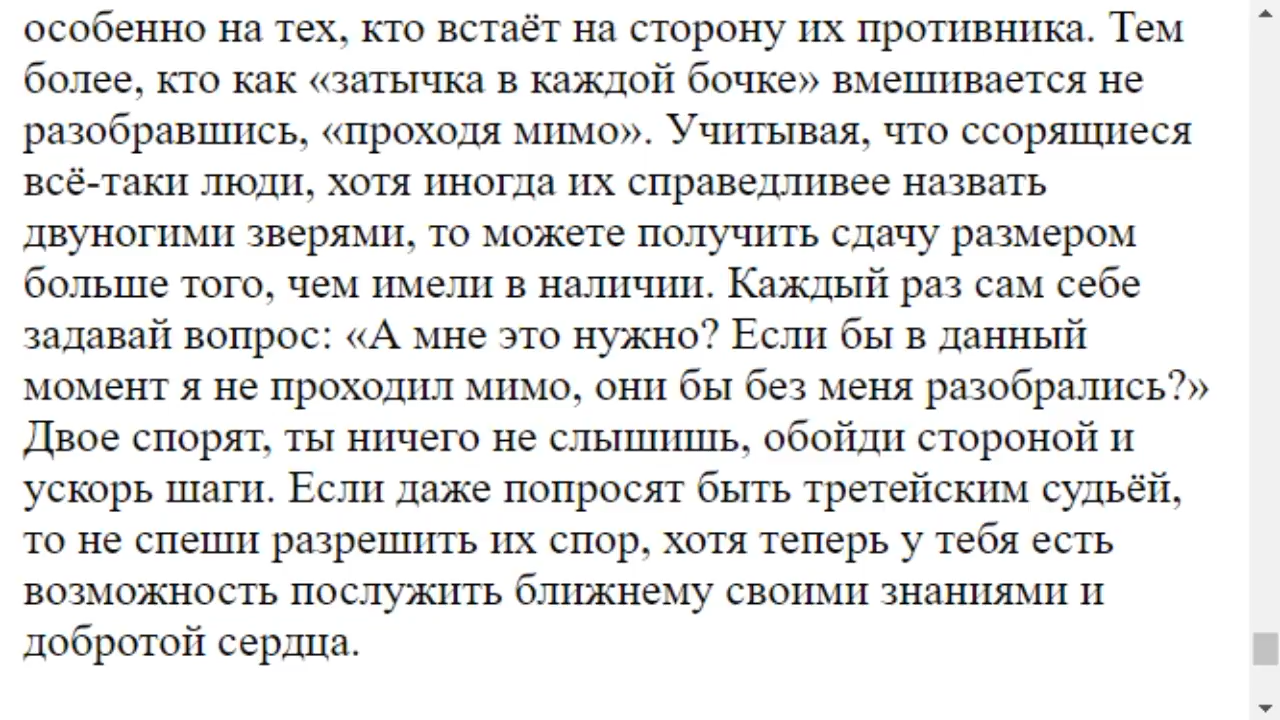 особенно на тех, кто встаёт на сторону их противника. Тем
более, кто как «затычка в каждой бочке» вмешивается не
разобравшись, «проходя мимо». Учитывая, что ссорящиеся
всё-таки люди, хотя иногда их справедливее назвать
двуногими зверями, то можете получить сдачу размером
больше того, чем имели в наличии. Каждый раз сам себе
задавай вопрос: «А мне это нужно? Если бы в данный
момент я не проходил мимо, они бы без меня разобрались?»
Двое спорят, ты ничего не слышишь, обойди стороной и
ускорь шаги. Если даже попросят быть третейским судьёй,
то не спеши разрешить их спор, хотя теперь у тебя есть
возможность послужить ближнему своими знаниями и
добротой сердца.